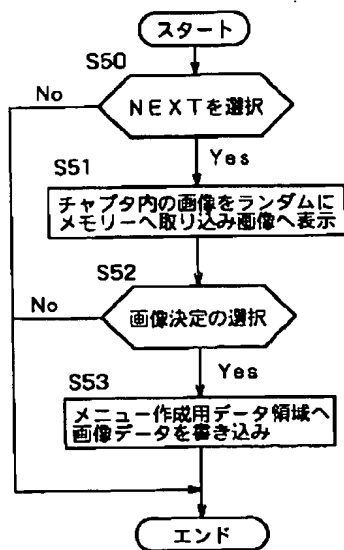 スタート
S50
No
NEXTを選択
Yes
S51
チャプタ内の画像をランダムに
メモリーへ取り込み画像へ表示
S52
No
画像決定の選択
Yes
S53
メニュー作成用データ領域へ
画像データを書き込み
エンド